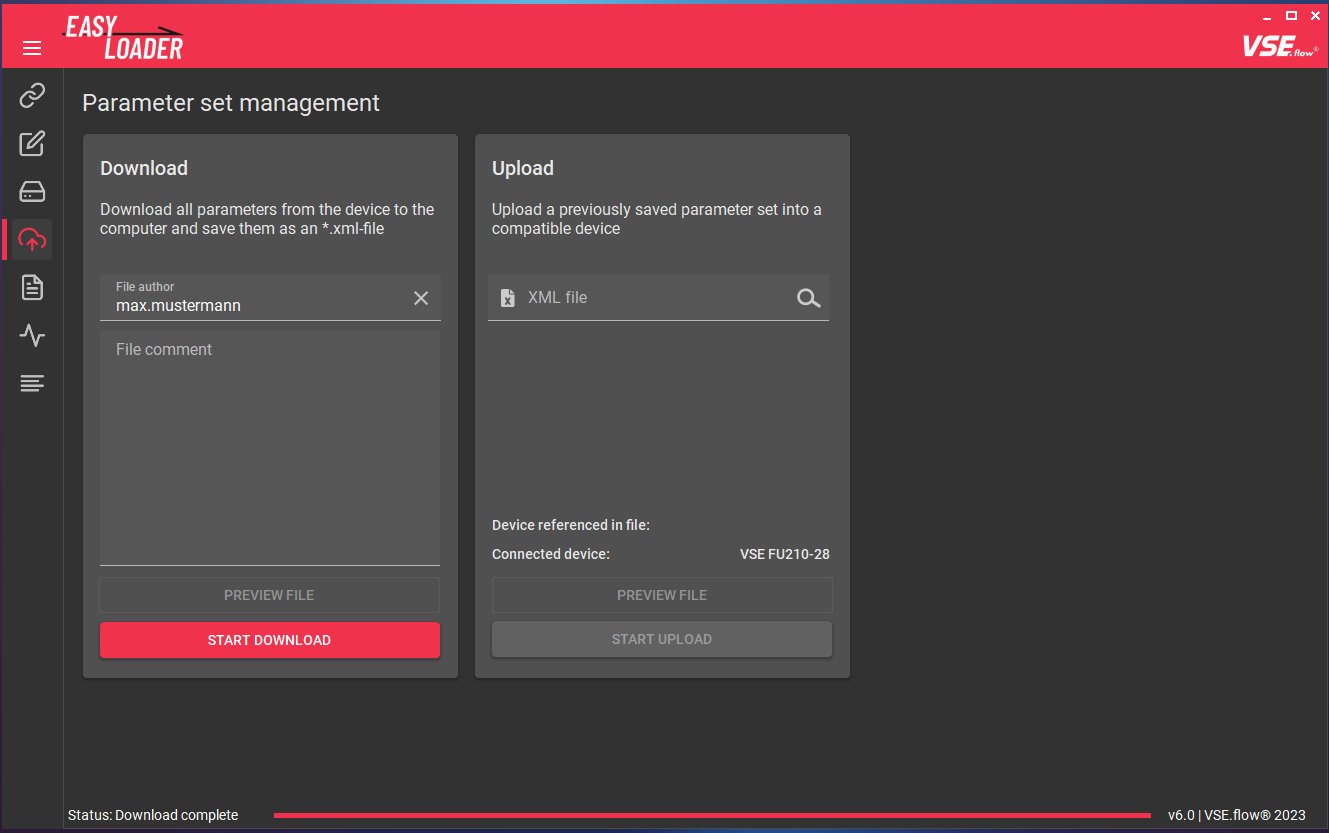 EASY
LOADER
VSE.flow®
Parameter set management
Download
Download all parameters from the device to the
computer and save them as an *.xml-file
File author
max.mustermann
File comment
PREVIEW FILE
START DOWNLOAD
Upload
Upload a previously saved parameter set into a
compatible device
XML file
Device referenced in file:
Connected device: VSE FU210-28
PREVIEW FILE
START UPLOAD
Status: Download complete
v6.0 | VSE.flow® 2023